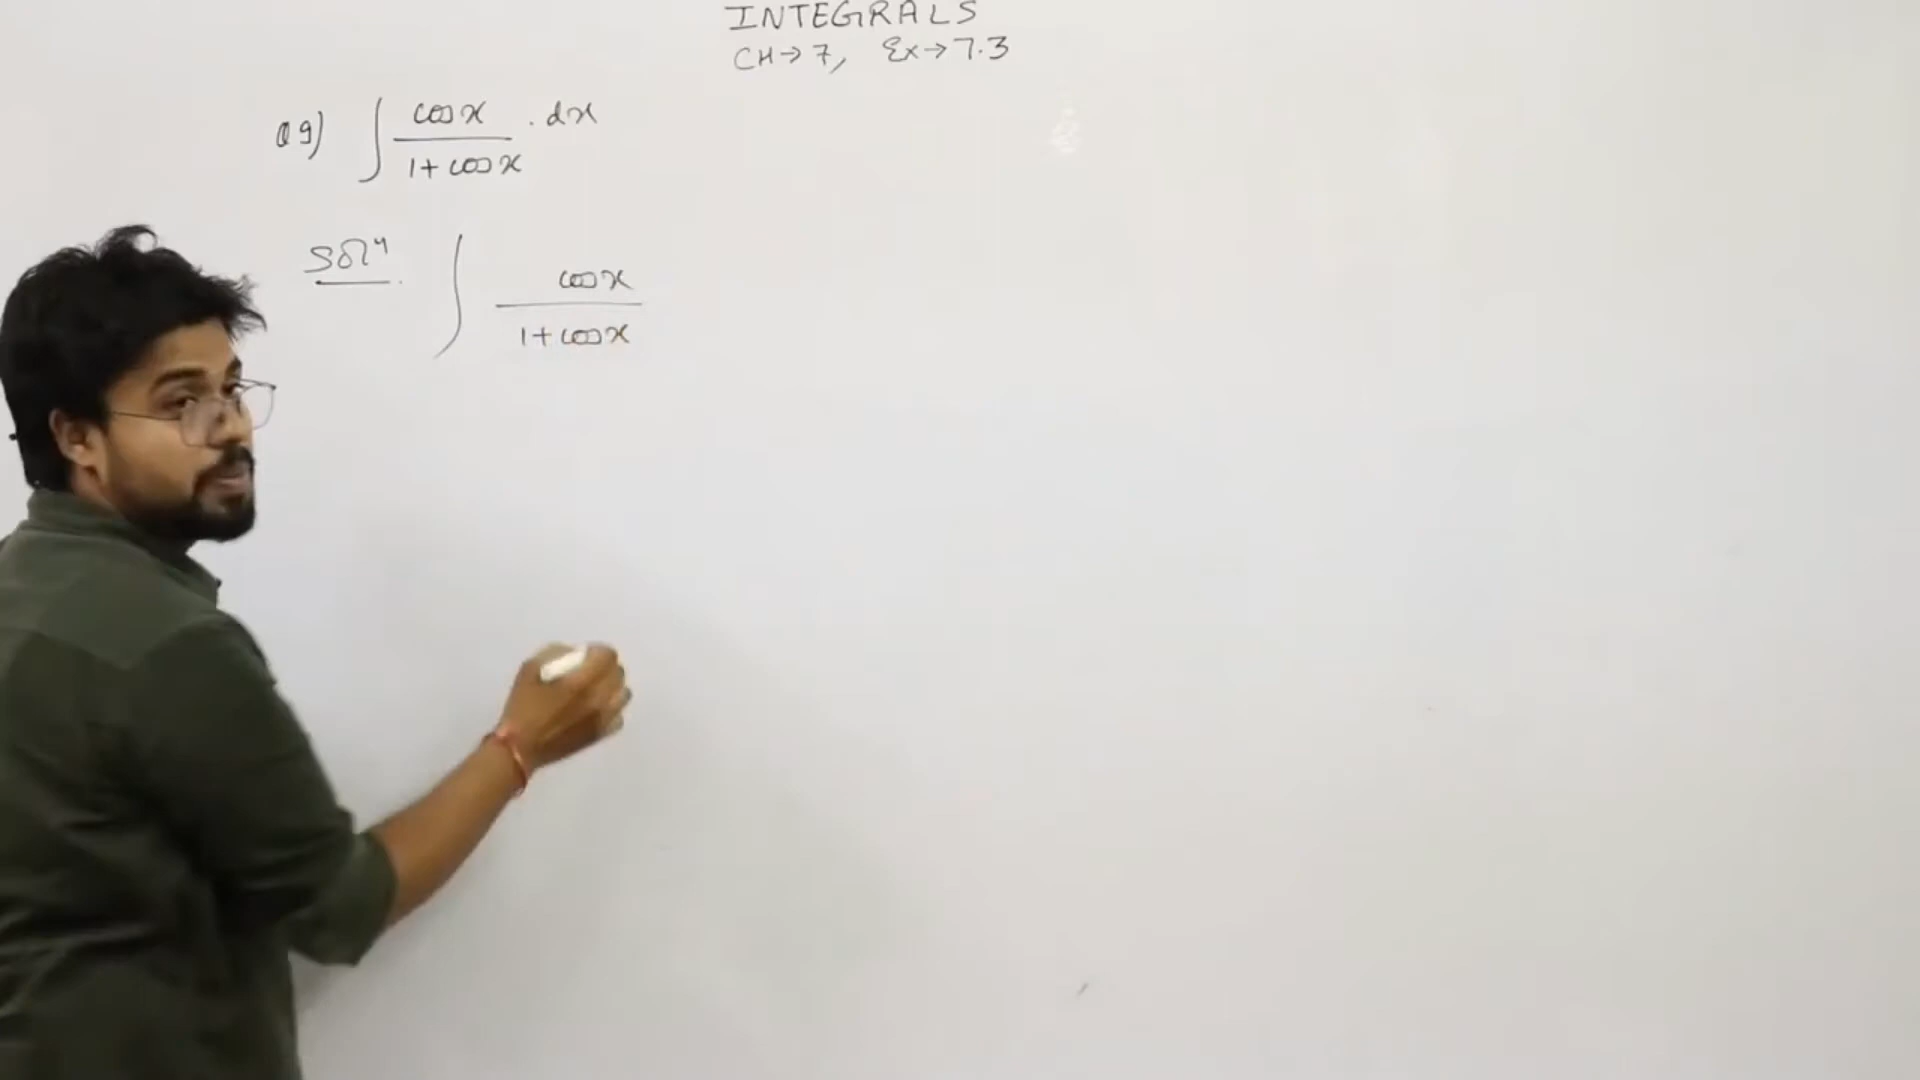 INTEGRALS
CH→7, Ex→7.3
Q9) ∫ cosx / 1+cosx . dx
Solⁿ. ∫ cosx / 1+cosx